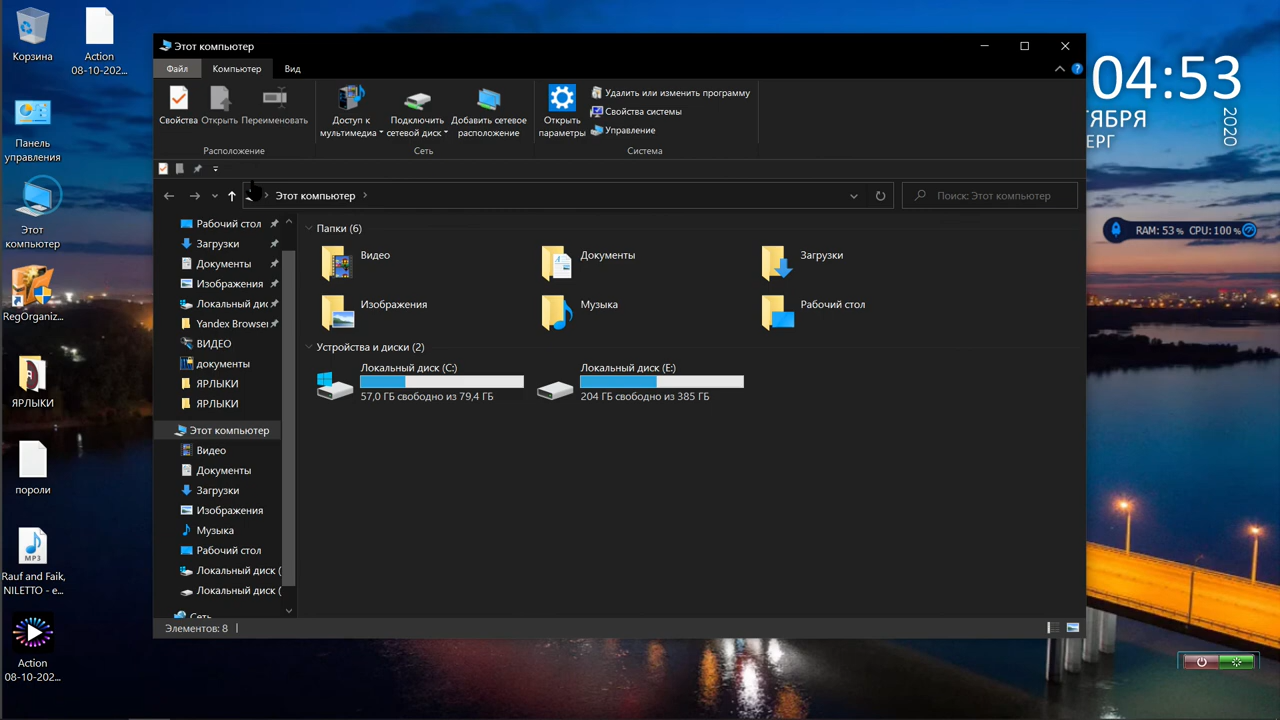 Корзина
Action
08-10-202...
Панель
управления
Этот
компьютер
RegOrganiz...
ЯРЛЫКИ
пороли
MP3
Rauf and Faik,
NILETTO - е...
Action
08-10-202...
Этот компьютер
Файл
Компьютер
Вид
Свойства
Открыть
Переименовать
Расположение
Доступ к
мультимедиа
Подключить
сетевой диск
Добавить сетевое
расположение
Сеть
Открыть
параметры
Удалить или изменить программу
Свойства системы
Управление
Система
Этот компьютер
Поиск: Этот компьютер
Рабочий стол
Загрузки
Документы
Изображения
Локальный дис
Yandex Browser
ВИДЕО
документы
ЯРЛЫКИ
ЯРЛЫКИ
Этот компьютер
Видео
Документы
Загрузки
Изображения
Музыка
Рабочий стол
Локальный диск (
Локальный диск (
Сеть
Папки (6)
Видео
Документы
Загрузки
Изображения
Музыка
Рабочий стол
Устройства и диски (2)
Локальный диск (C:)
57,0 ГБ свободно из 79,4 ГБ
Локальный диск (E:)
204 ГБ свободно из 385 ГБ
Элементов: 8
04:53
ТЯБРЯ
2020
ЕРГ
RAM: 53 % CPU: 100 %